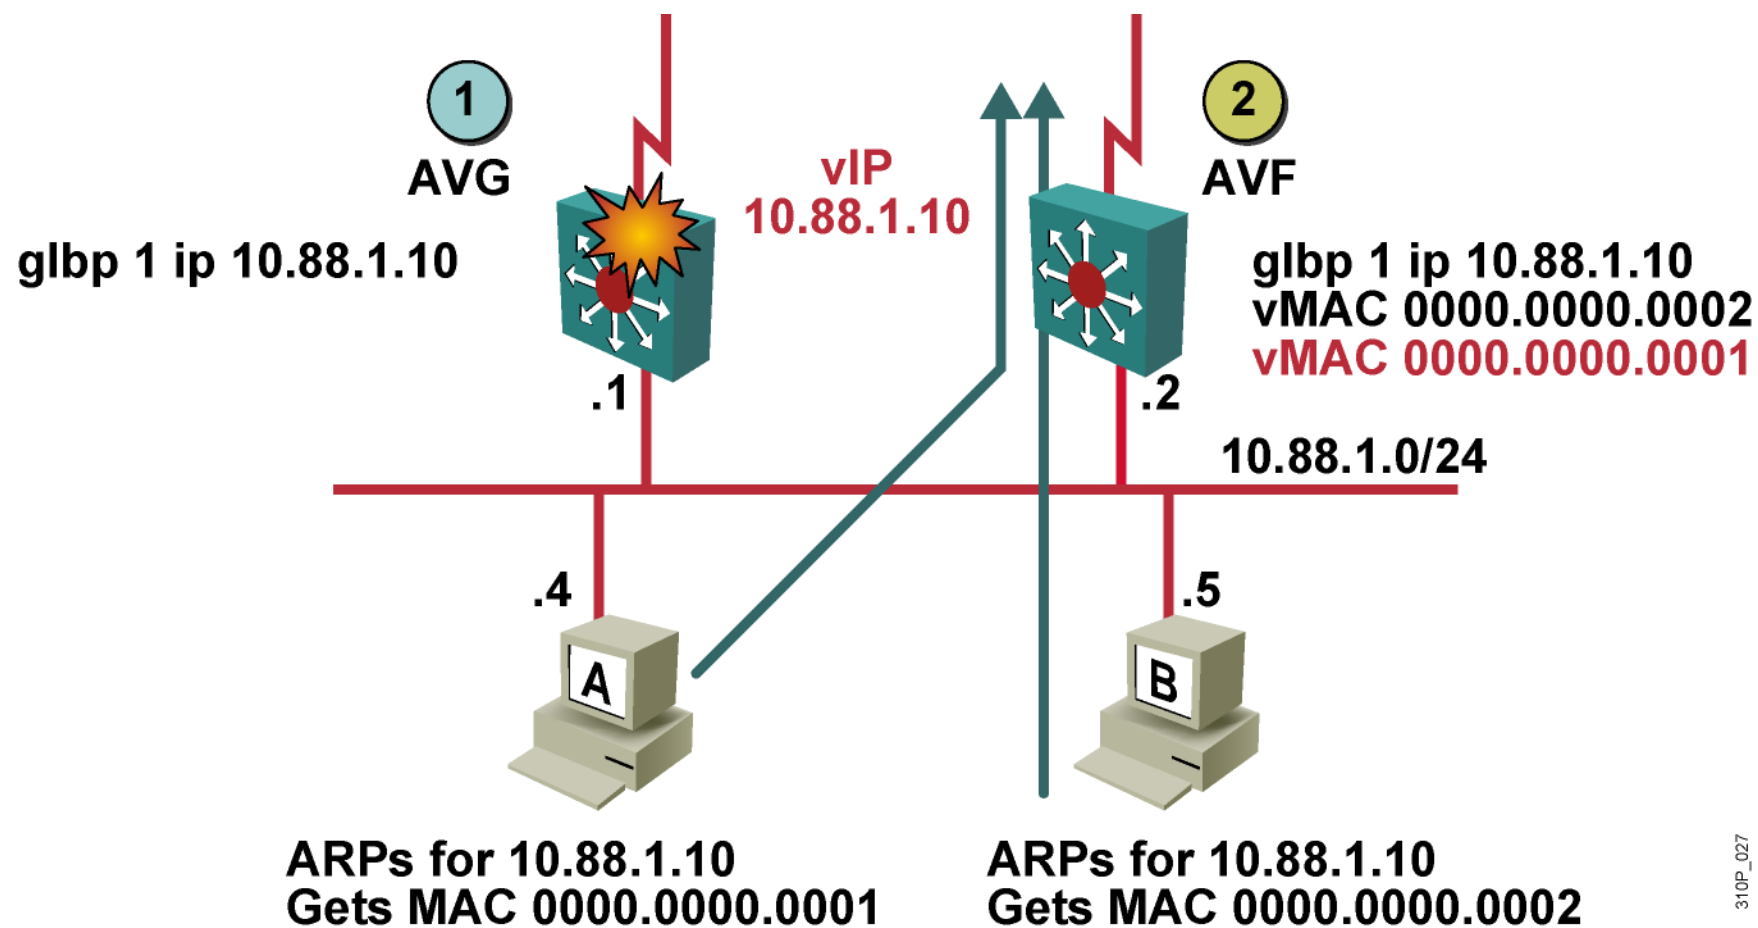 1
AVG
2
AVF
vIP
10.88.1.10
glbp 1 ip 10.88.1.10
glbp 1 ip 10.88.1.10
vMAC 0000.0000.0002
vMAC 0000.0000.0001
.1
.2
10.88.1.0/24
.4
.5
A
B
ARPs for 10.88.1.10
Gets MAC 0000.0000.0001
ARPs for 10.88.1.10
Gets MAC 0000.0000.0002
310P_027